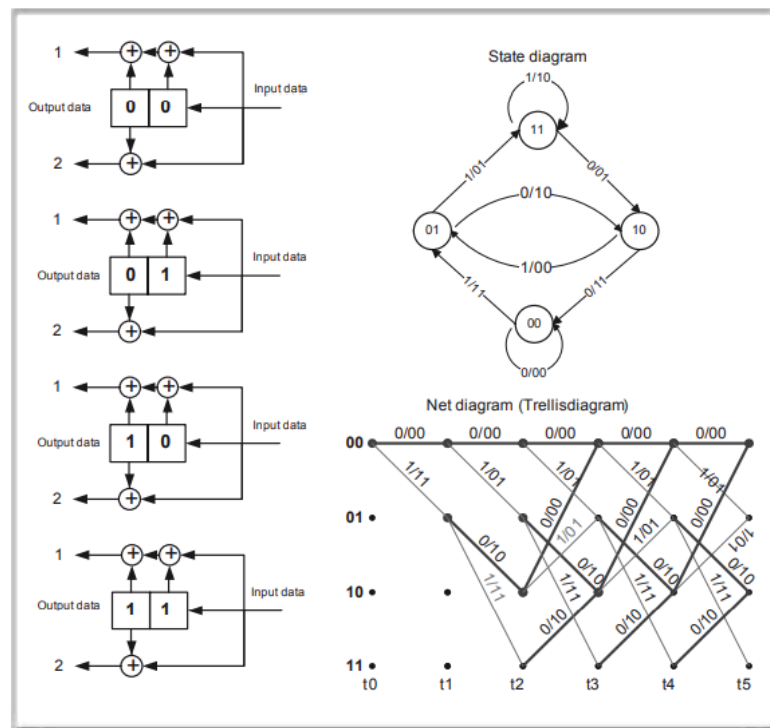 1
Input data
Output data
0 0
2
1
Input data
Output data
0 1
2
1
Input data
Output data
1 0
2
1
Input data
Output data
1 1
2
State diagram
1/10
11
1/01
0/01
0/10
01
10
1/00
1/11
0/11
00
0/00
Net diagram (Trellisdiagram)
0/00 0/00 0/00 0/00 0/00
00
1/11 1/01 1/01 1/01 1/01
0/00 0/00 0/00
01
1/01 1/01 1/01
0/10 0/10 0/10 0/10
1/11 1/11 1/11 1/11
10
0/10 0/10 0/10
11
t0 t1 t2 t3 t4 t5